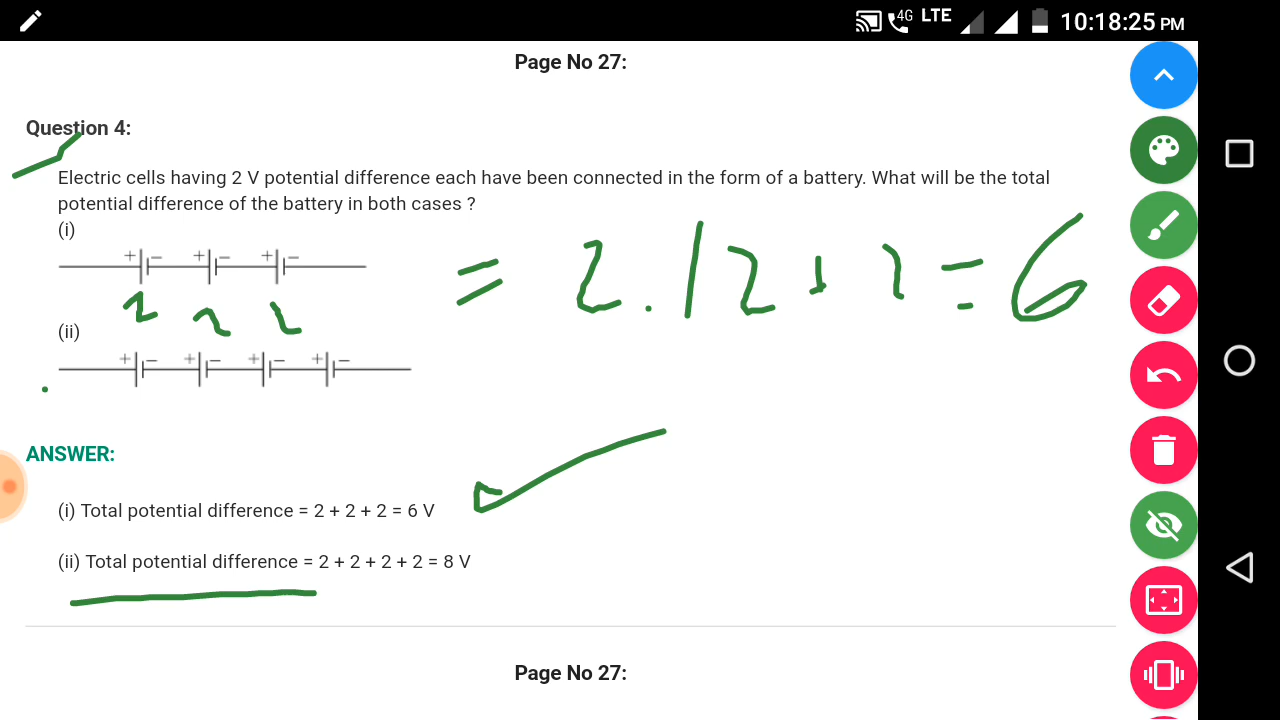 4G LTE 10:18:25 PM
Page No 27:
Question 4:
Electric cells having 2 V potential difference each have been connected in the form of a battery. What will be the total
potential difference of the battery in both cases ?
(i)
+ − + − + −
= 2 . / 2 + 2 = 6
2 2 2
(ii)
+ − + − + − + −
ANSWER:
(i) Total potential difference = 2 + 2 + 2 = 6 V
(ii) Total potential difference = 2 + 2 + 2 + 2 = 8 V
Page No 27: